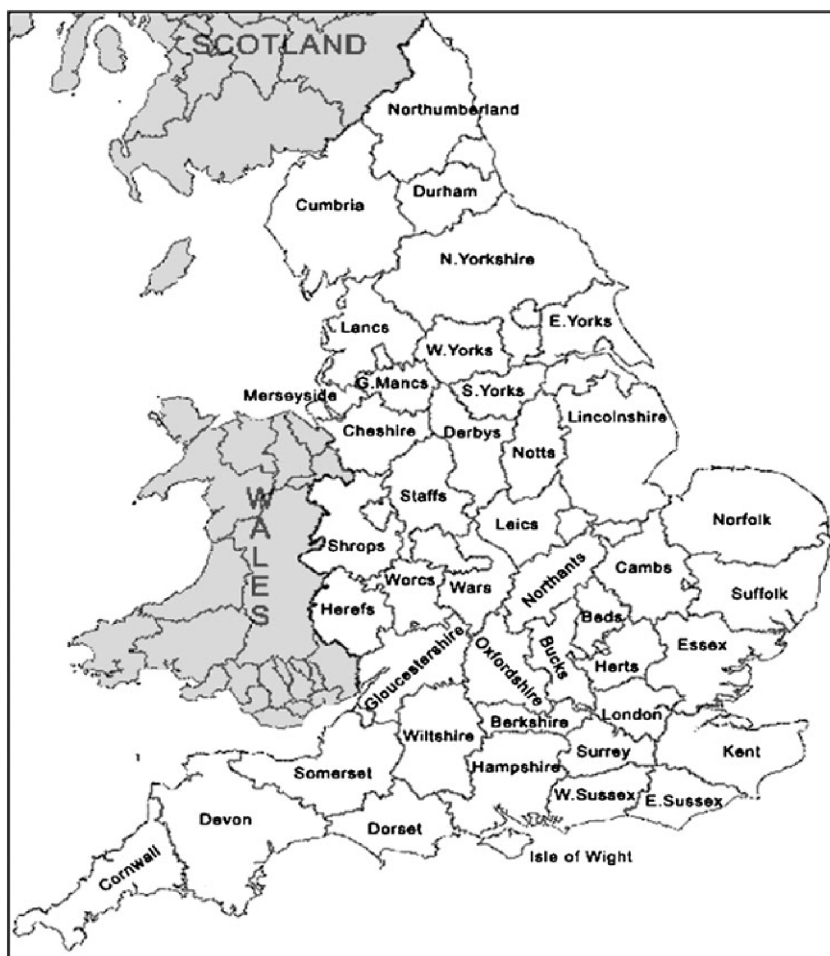 SCOTLAND
Northumberland
Cumbria
Durham
N.Yorkshire
Lancs
E.Yorks
W.Yorks
G.Mancs
S.Yorks
Merseyside
Lincolnshire
Cheshire
Derbys
Notts
WALES
Staffs
Leics
Norfolk
Shrops
Northants
Cambs
Worcs
Wars
Suffolk
Herefs
Beds
Gloucestershire
Oxfordshire
Bucks
Essex
Herts
London
Berkshire
Wiltshire
Surrey
Kent
Somerset
Hampshire
W.Sussex
E.Sussex
Devon
Dorset
Isle of Wight
Cornwall